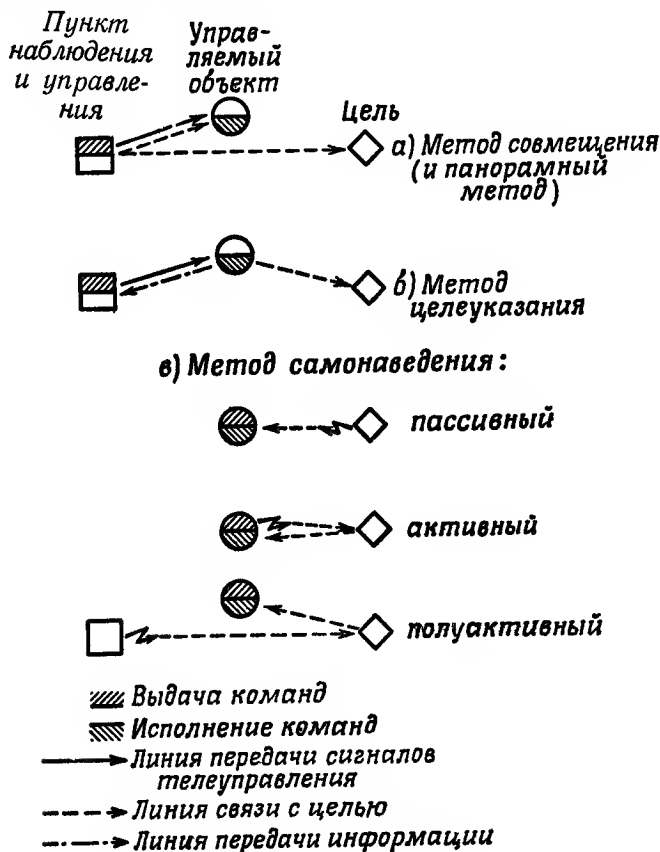 Пункт
наблюдения
и управле-
ния
Управ-
ляемый
объект
Цель
а) Метод совмещения
(и панорамный
метод)
б) Метод
целеуказания
в) Метод самонаведения:
пассивный
активный
полуактивный
Выдача команд
Исполнение команд
Линия передачи сигналов
телеуправления
Линия связи с целью
Линия передачи информации